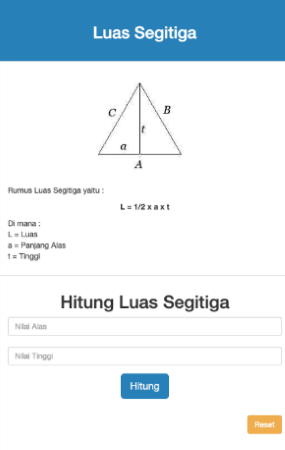 Luas Segitiga
C
B
t
a
A
Rumus Luas Segitiga yaitu :
L = 1/2 x a x t
Di mana :
L = Luas
a = Panjang Alas
t = Tinggi
Hitung Luas Segitiga
Nilai Alas
Nilai Tinggi
Hitung
Reset